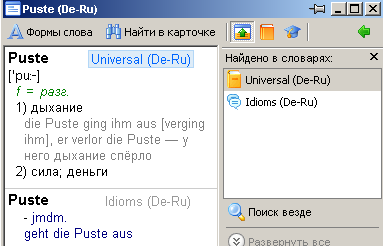 Puste (De-Ru)
Формы слова Найти в карточке
Puste Universal (De-Ru)
['pu:-]
f = разг.
1) дыхание
die Puste ging ihm aus [verging
ihm], er verlor die Puste — у
него дыхание спёрло
2) сила; деньги
Puste Idioms (De-Ru)
- jmdm.
geht die Puste aus
Найдено в словарях:
Universal (De-Ru)
Idioms (De-Ru)
Поиск везде
Развернуть все